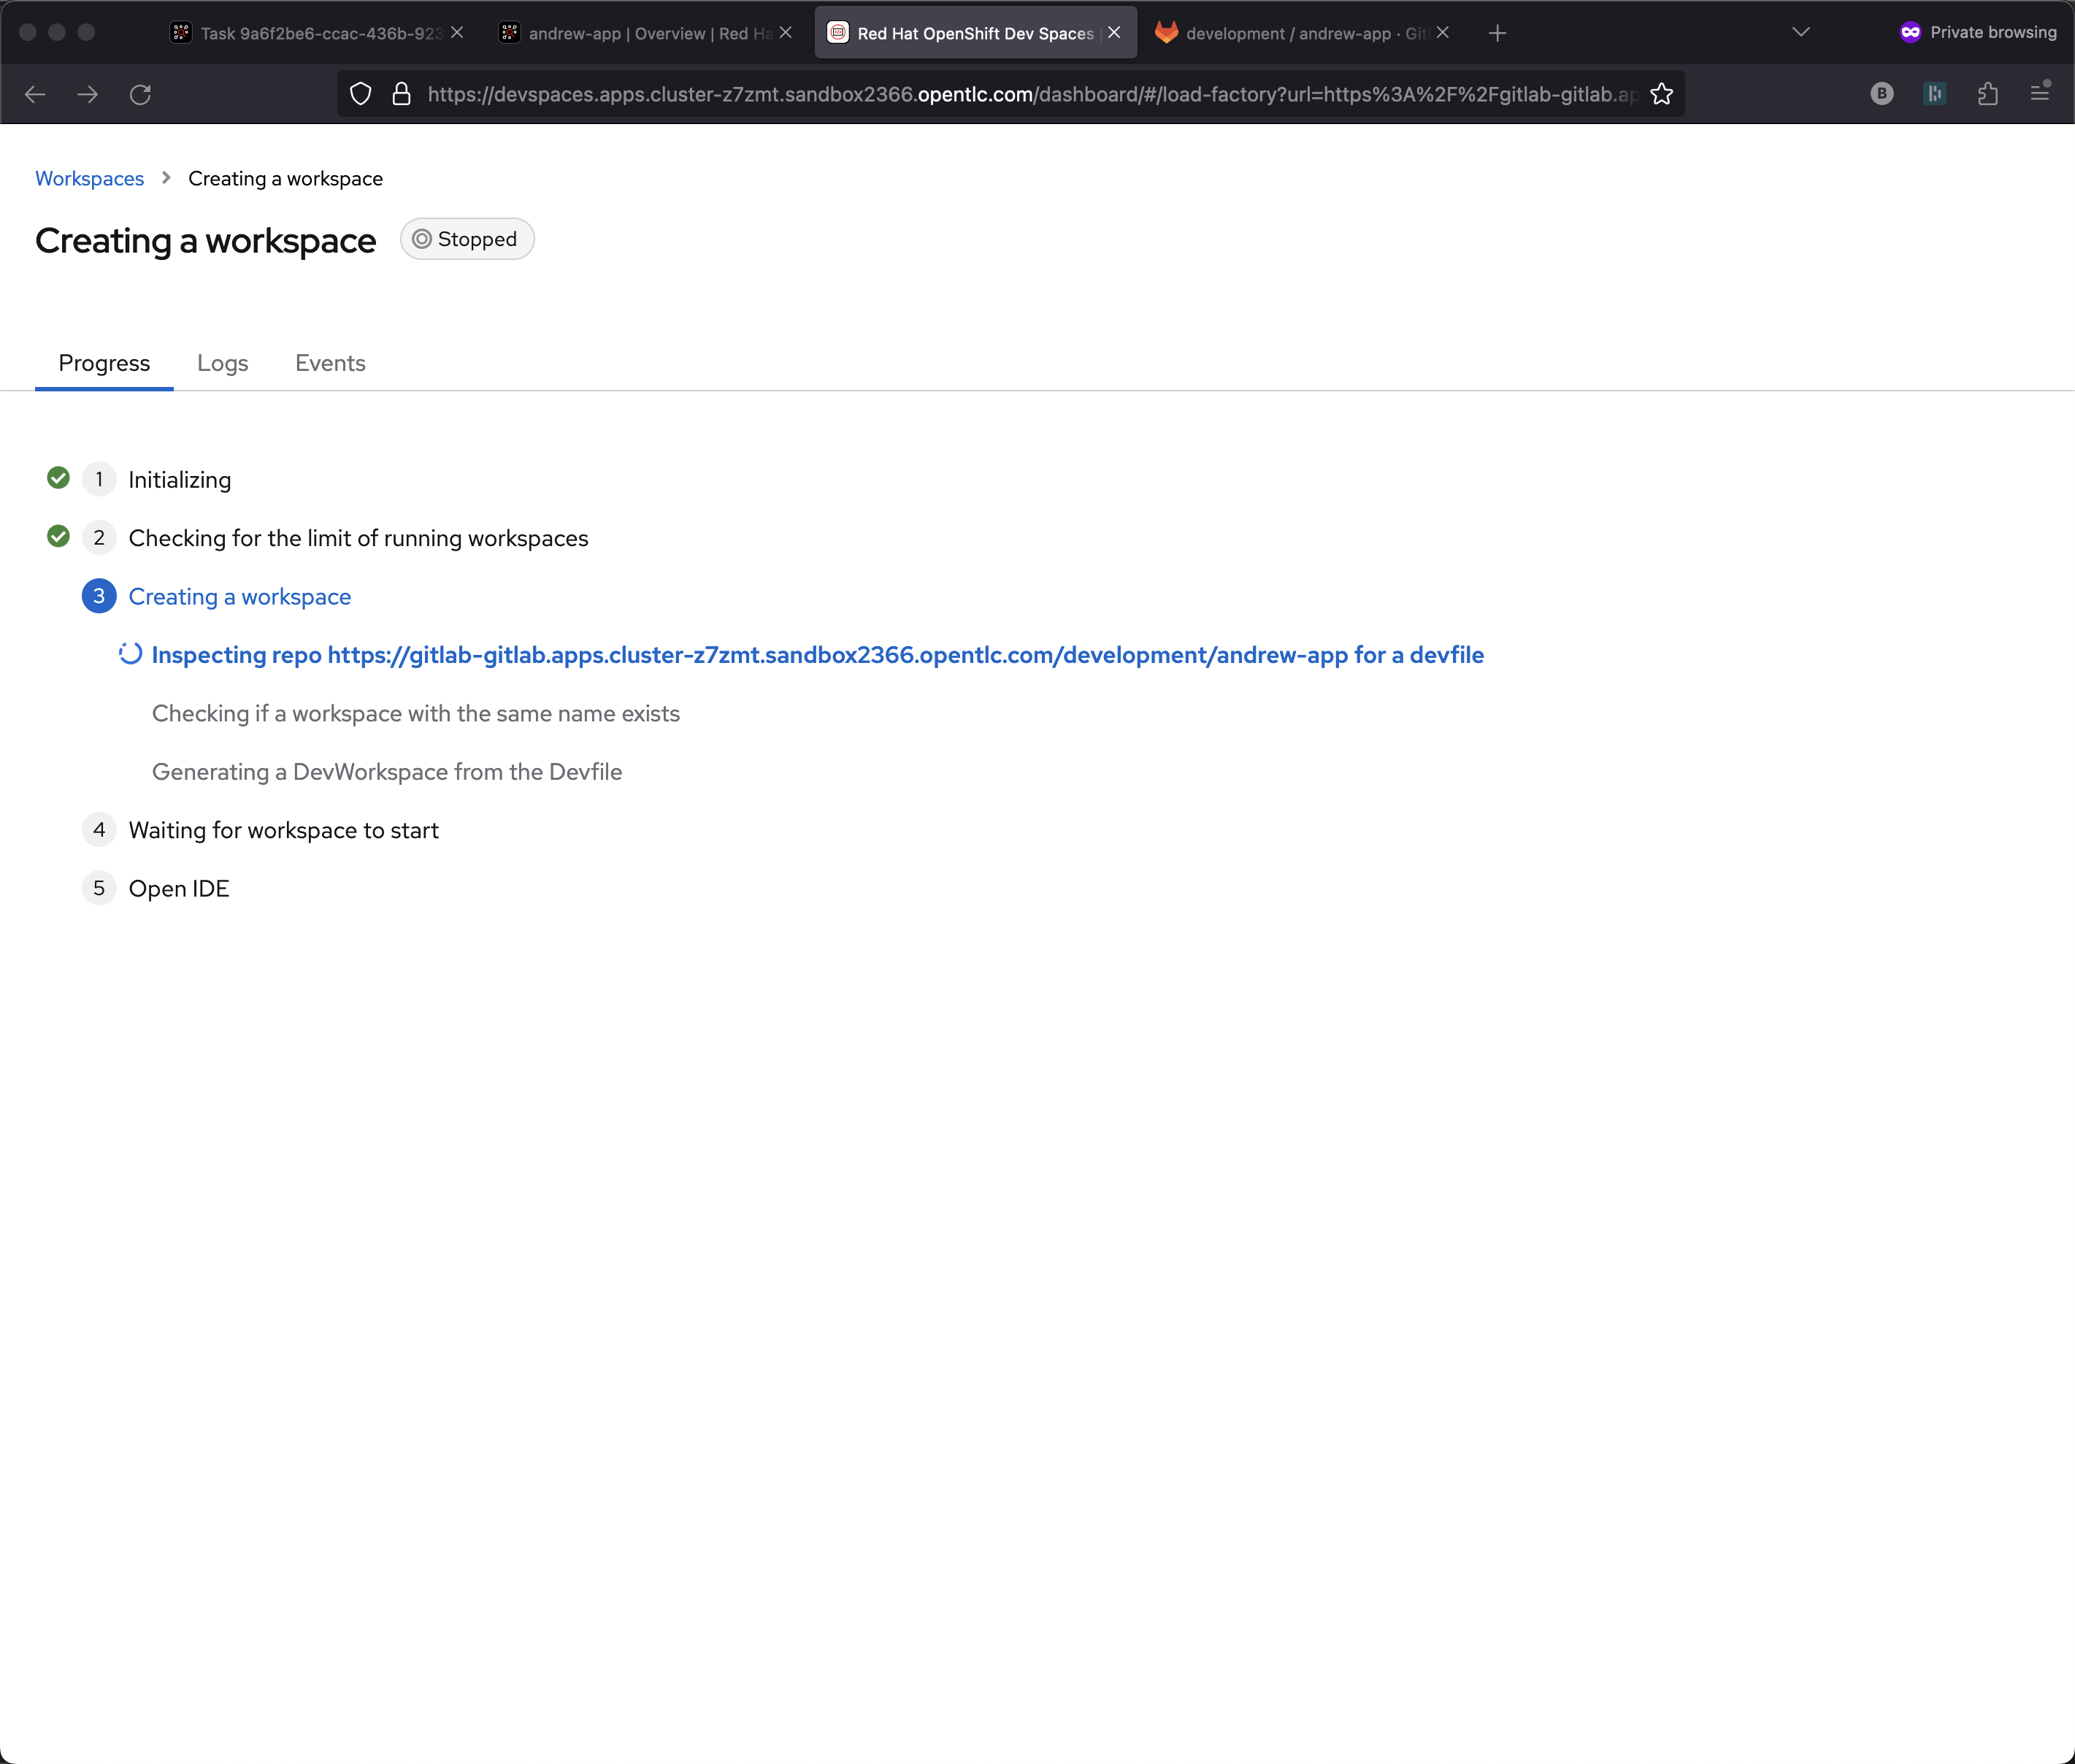 Task 9a6f2be6-ccac-436b-923
andrew-app | Overview | Red Ha
Red Hat OpenShift Dev Spaces |
development / andrew-app · Git
Private browsing
https://devspaces.apps.cluster-z7zmt.sandbox2366.opentlc.com/dashboard/#/load-factory?url=https%3A%2F%2Fgitlab-gitlab.ap
B
Workspaces > Creating a workspace
Creating a workspace
Stopped
Progress
Logs
Events
1 Initializing
2 Checking for the limit of running workspaces
3 Creating a workspace
Inspecting repo https://gitlab-gitlab.apps.cluster-z7zmt.sandbox2366.opentlc.com/development/andrew-app for a devfile
Checking if a workspace with the same name exists
Generating a DevWorkspace from the Devfile
4 Waiting for workspace to start
5 Open IDE